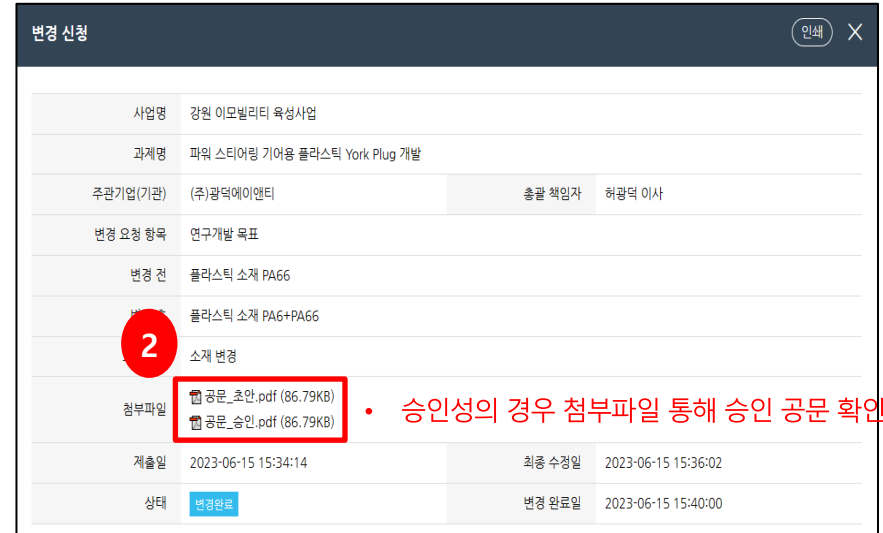 변경 신청
인쇄 X
사업명 강원 이모빌리티 육성사업
과제명 파워 스티어링 기어용 플라스틱 York Plug 개발
주관기업(기관) (주)광덕에이앤티 총괄 책임자 허광덕 이사
변경 요청 항목 연구개발 목표
변경 전 플라스틱 소재 PA66
플라스틱 소재 PA6+PA66
2
소재 변경
첨부파일 공문_초안.pdf (86.79KB)
공문_승인.pdf (86.79KB)
• 승인성의 경우 첨부파일 통해 승인 공문 확인
제출일 2023-06-15 15:34:14 최종 수정일 2023-06-15 15:36:02
상태 변경완료 변경 완료일 2023-06-15 15:40:00